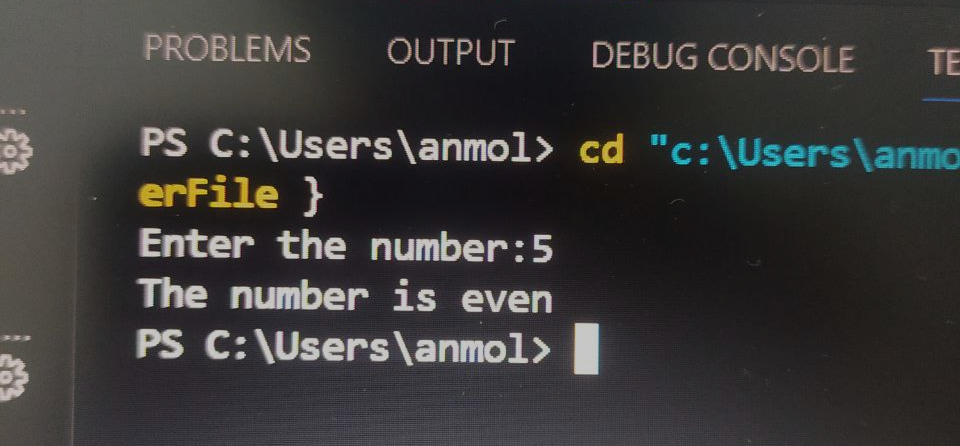 PROBLEMS OUTPUT DEBUG CONSOLE TE
PS C:\Users\anmol> cd "c:\Users\anmo
erFile }
Enter the number:5
The number is even
PS C:\Users\anmol>